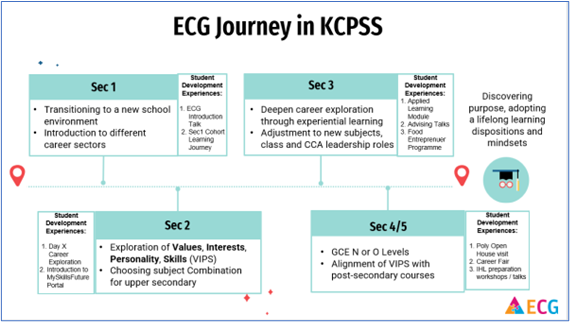 ECG Journey in KCPSS
Sec 1
Transitioning to a new school
environment
Introduction to different
career sectors
Student
Development
Experiences:
1. ECG
Introduction
Talk
2. Sec1 Cohort
Learning
Journey
Sec 3
Deepen career exploration
through experiential learning
Adjustment to new subjects,
class and CCA leadership roles
Student
Development
Experiences:
1. Applied
Learning
Module
2. Advising Talks
3. Food
Entreprenuer
Programme
Discovering
purpose, adopting
a lifelong learning
dispositions and
mindsets
Student
Development
Experiences:
1. Day X
Career
Exploration
2. Introduction to
MySkillsFuture
Portal
Sec 2
Exploration of Values, Interests,
Personality, Skills (VIPS)
Choosing subject Combination
for upper secondary
Sec 4/5
GCE N or O Levels
Alignment of VIPS with
post-secondary courses
Student
Development
Experiences:
1. Poly Open
House visit
2. Career Fair
3. IHL preparation
workshops / talks
ECG